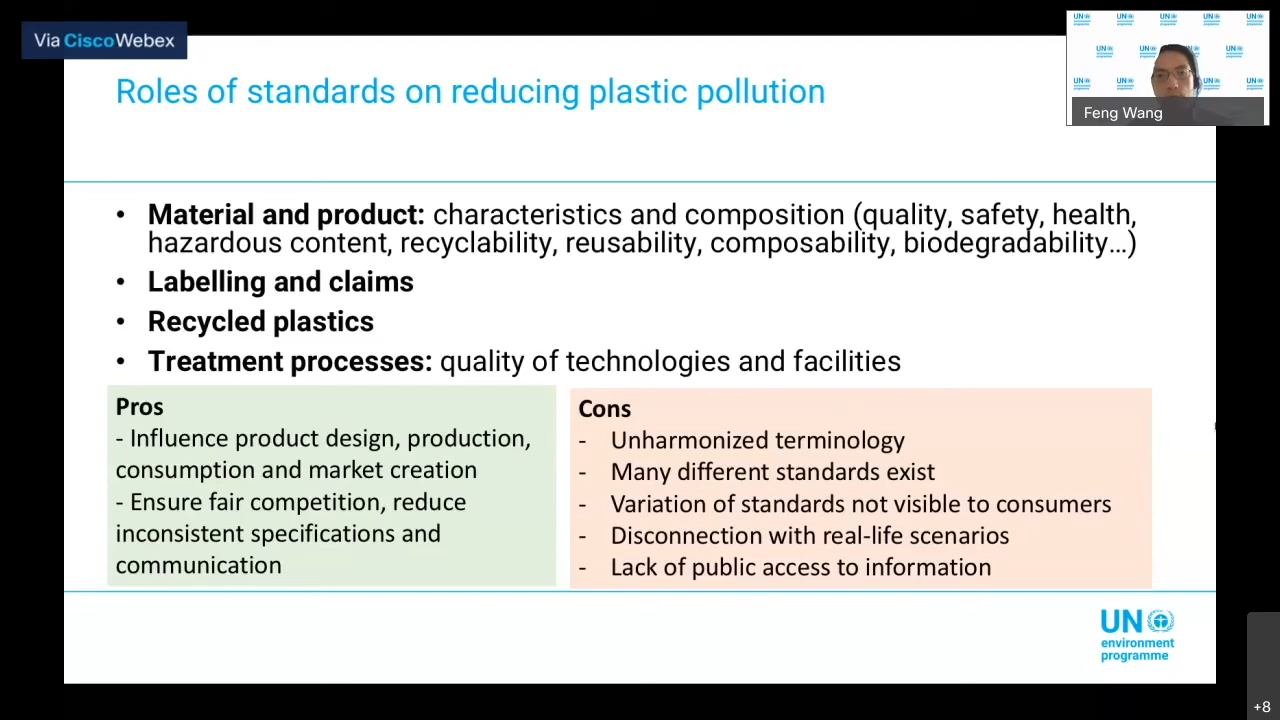 Via CiscoWebex
Roles of standards on reducing plastic pollution
Feng Wang
• Material and product: characteristics and composition (quality, safety, health,
hazardous content, recyclability, reusability, composability, biodegradability…)
• Labelling and claims
• Recycled plastics
• Treatment processes: quality of technologies and facilities
Pros
- Influence product design, production,
consumption and market creation
- Ensure fair competition, reduce
inconsistent specifications and
communication
Cons
- Unharmonized terminology
- Many different standards exist
- Variation of standards not visible to consumers
- Disconnection with real-life scenarios
- Lack of public access to information
UN
environment
programme
+8